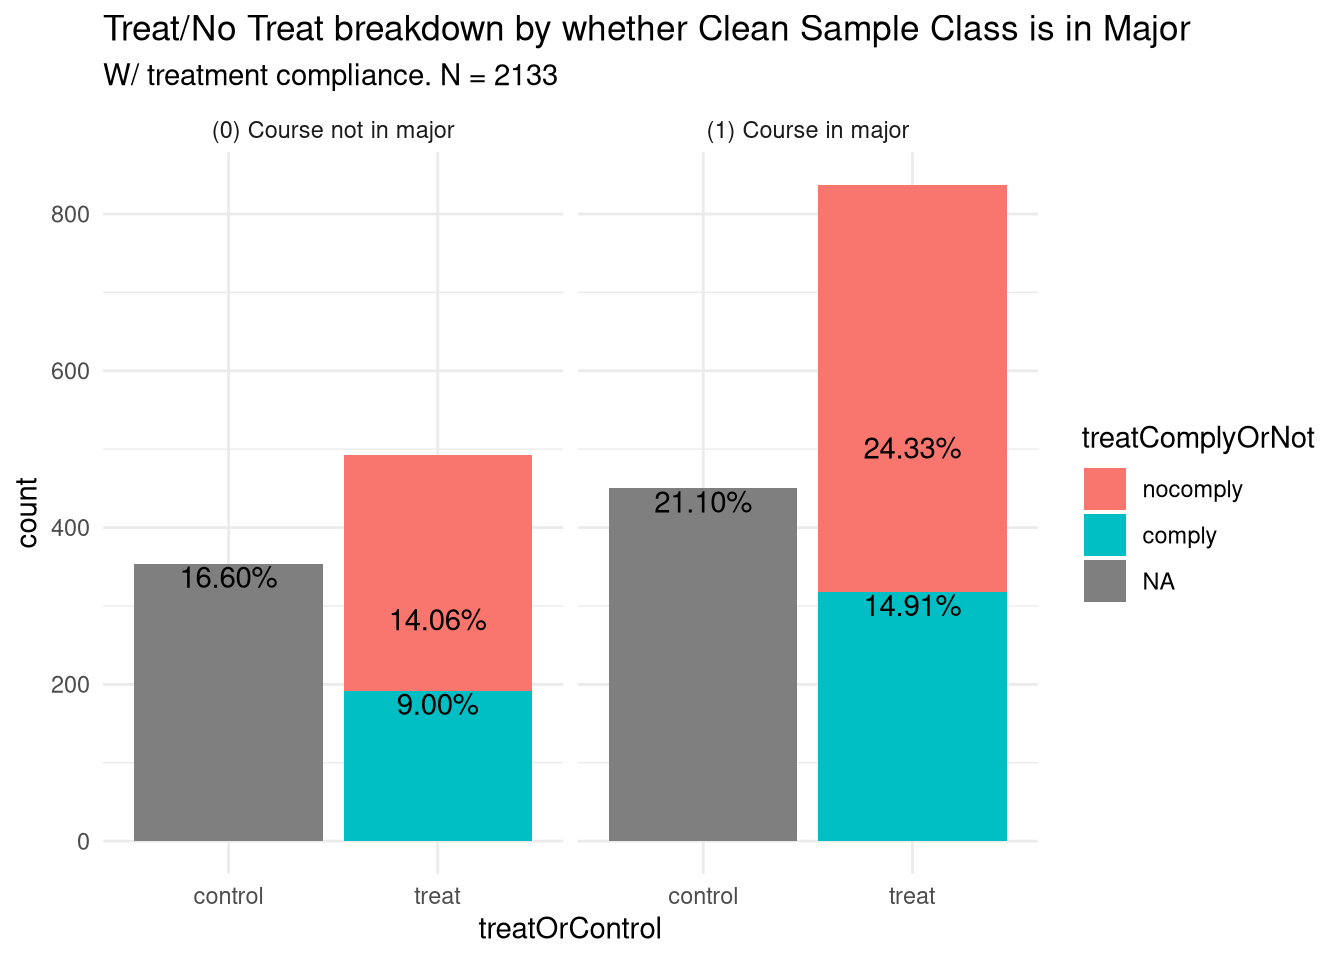 Treat/No Treat breakdown by whether Clean Sample Class is in Major
W/ treatment compliance. N = 2133
(0) Course not in major
(1) Course in major
800
600
400
200
0
count
16.60%
14.06%
9.00%
21.10%
24.33%
14.91%
control
treat
control
treat
treatOrControl
treatComplyOrNot
nocomply
comply
NA